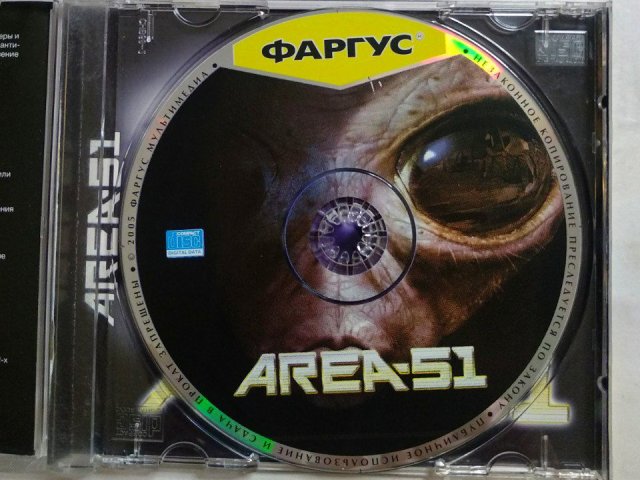 ФАРГУС®
AREA-51
COMPACT
disc
DIGITAL DATA
AREA-51
© 2005 ФАРГУС МУЛЬТИМЕДИА • НЕЗАКОННОЕ КОПИРОВАНИЕ ПРЕСЛЕДУЕТСЯ ПО ЗАКОНУ • ПУБЛИЧНОЕ ИСПОЛЬЗОВАНИЕ И СДАЧА В ПРОКАТ ЗАПРЕЩЕНЫ •